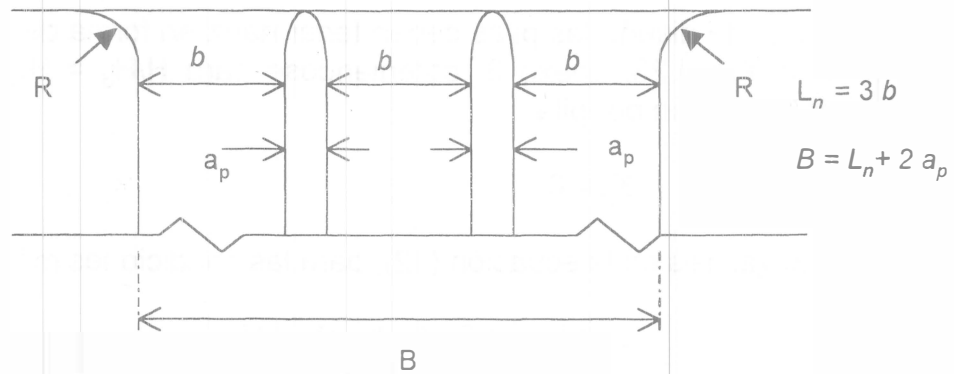 b b b
R R
L_n = 3 b
a_p a_p
B = L_n + 2 a_p
B